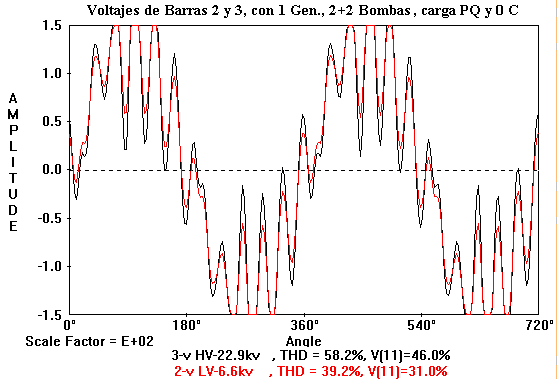 Voltajes de Barras 2 y 3, con 1 Gen., 2+2 Bombas , carga PQ y 0 C
AMPLITUDE
1.5
1.0
0.5
0.0
-0.5
-1.0
-1.5
0° 180° 360° 540° 720°
Scale Factor = E+02 Angle
3-v HV-22.9kv , THD = 58.2%, V(11)=46.0%
2-v LV-6.6kv , THD = 39.2%, V(11)=31.0%